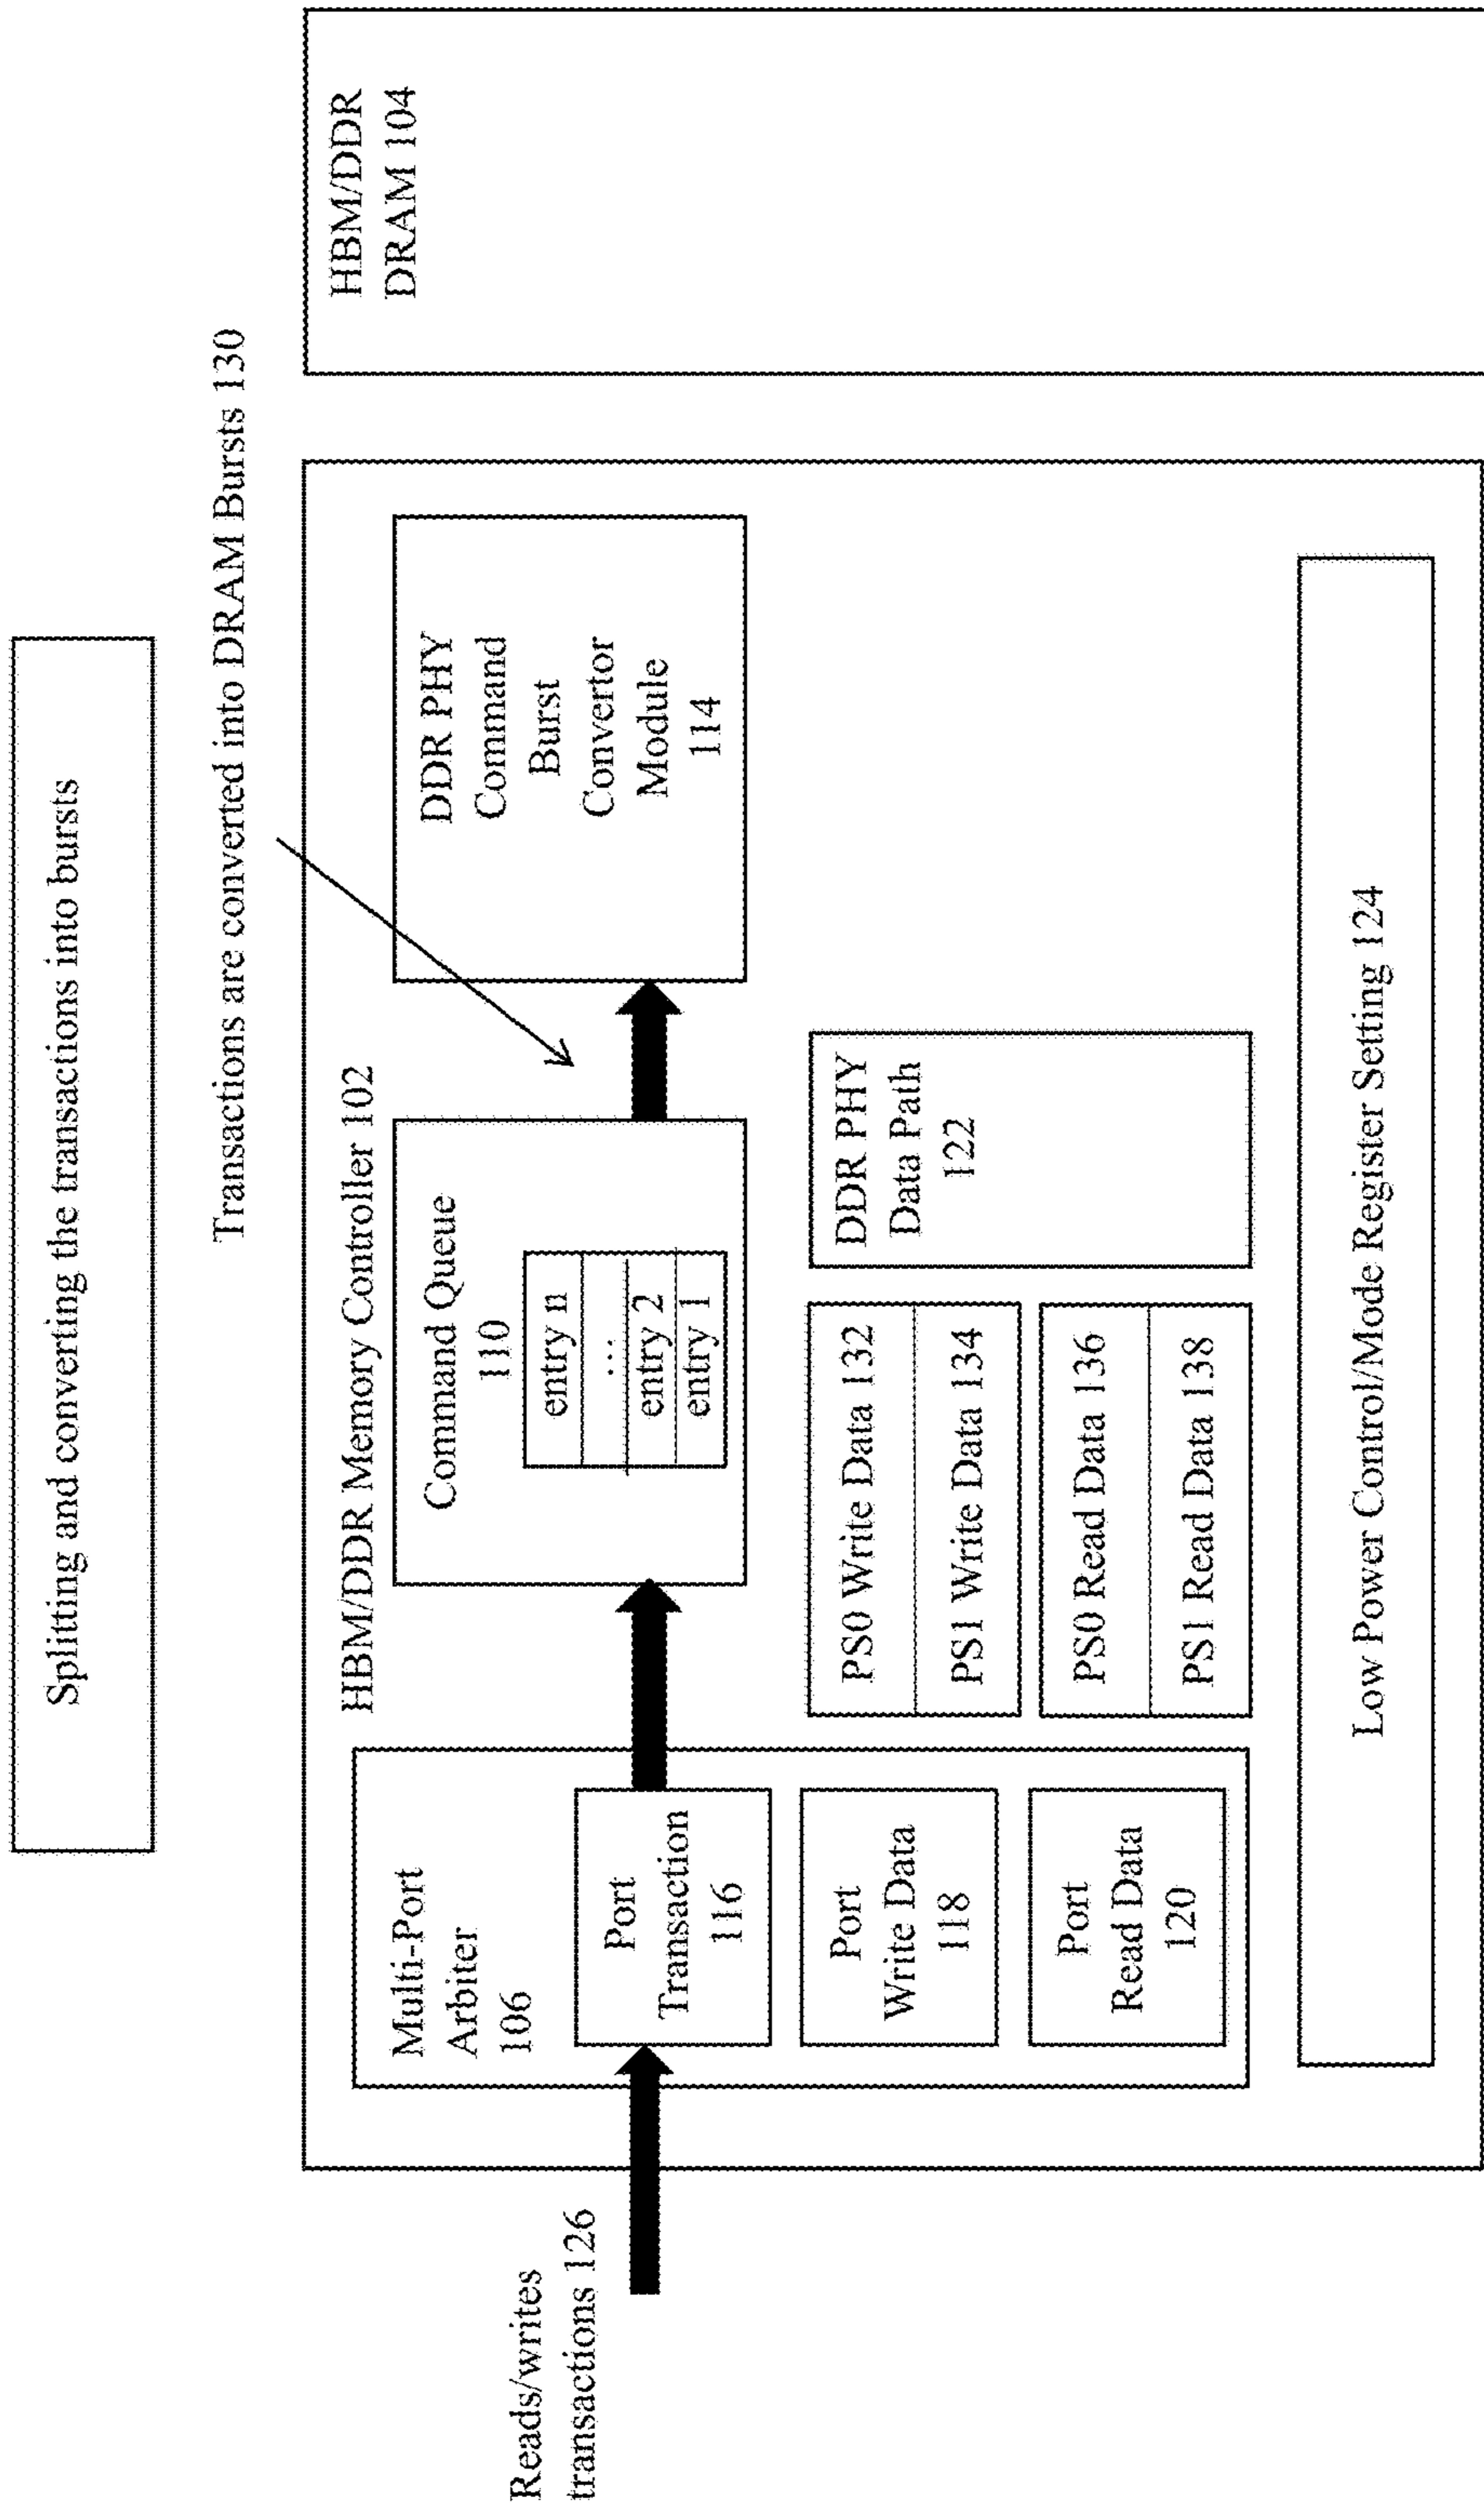 Splitting and converting the transactions into bursts
Transactions are converted into DRAM Bursts 130
HBM/DDR Memory Controller 102
HBM/DDR
DRAM 104
Reads/writes
transactions 126
Multi-Port
Arbiter
106
Port
Transaction
116
Port
Write Data
118
Port
Read Data
120
Command Queue
110
entry n
...
entry 2
entry 1
DDR PHY
Command
Burst
Convertor
Module
114
PS0 Write Data 132
PS1 Write Data 134
PS0 Read Data 136
PS1 Read Data 138
DDR PHY
Data Path
122
Low Power Control/Mode Register Setting 124